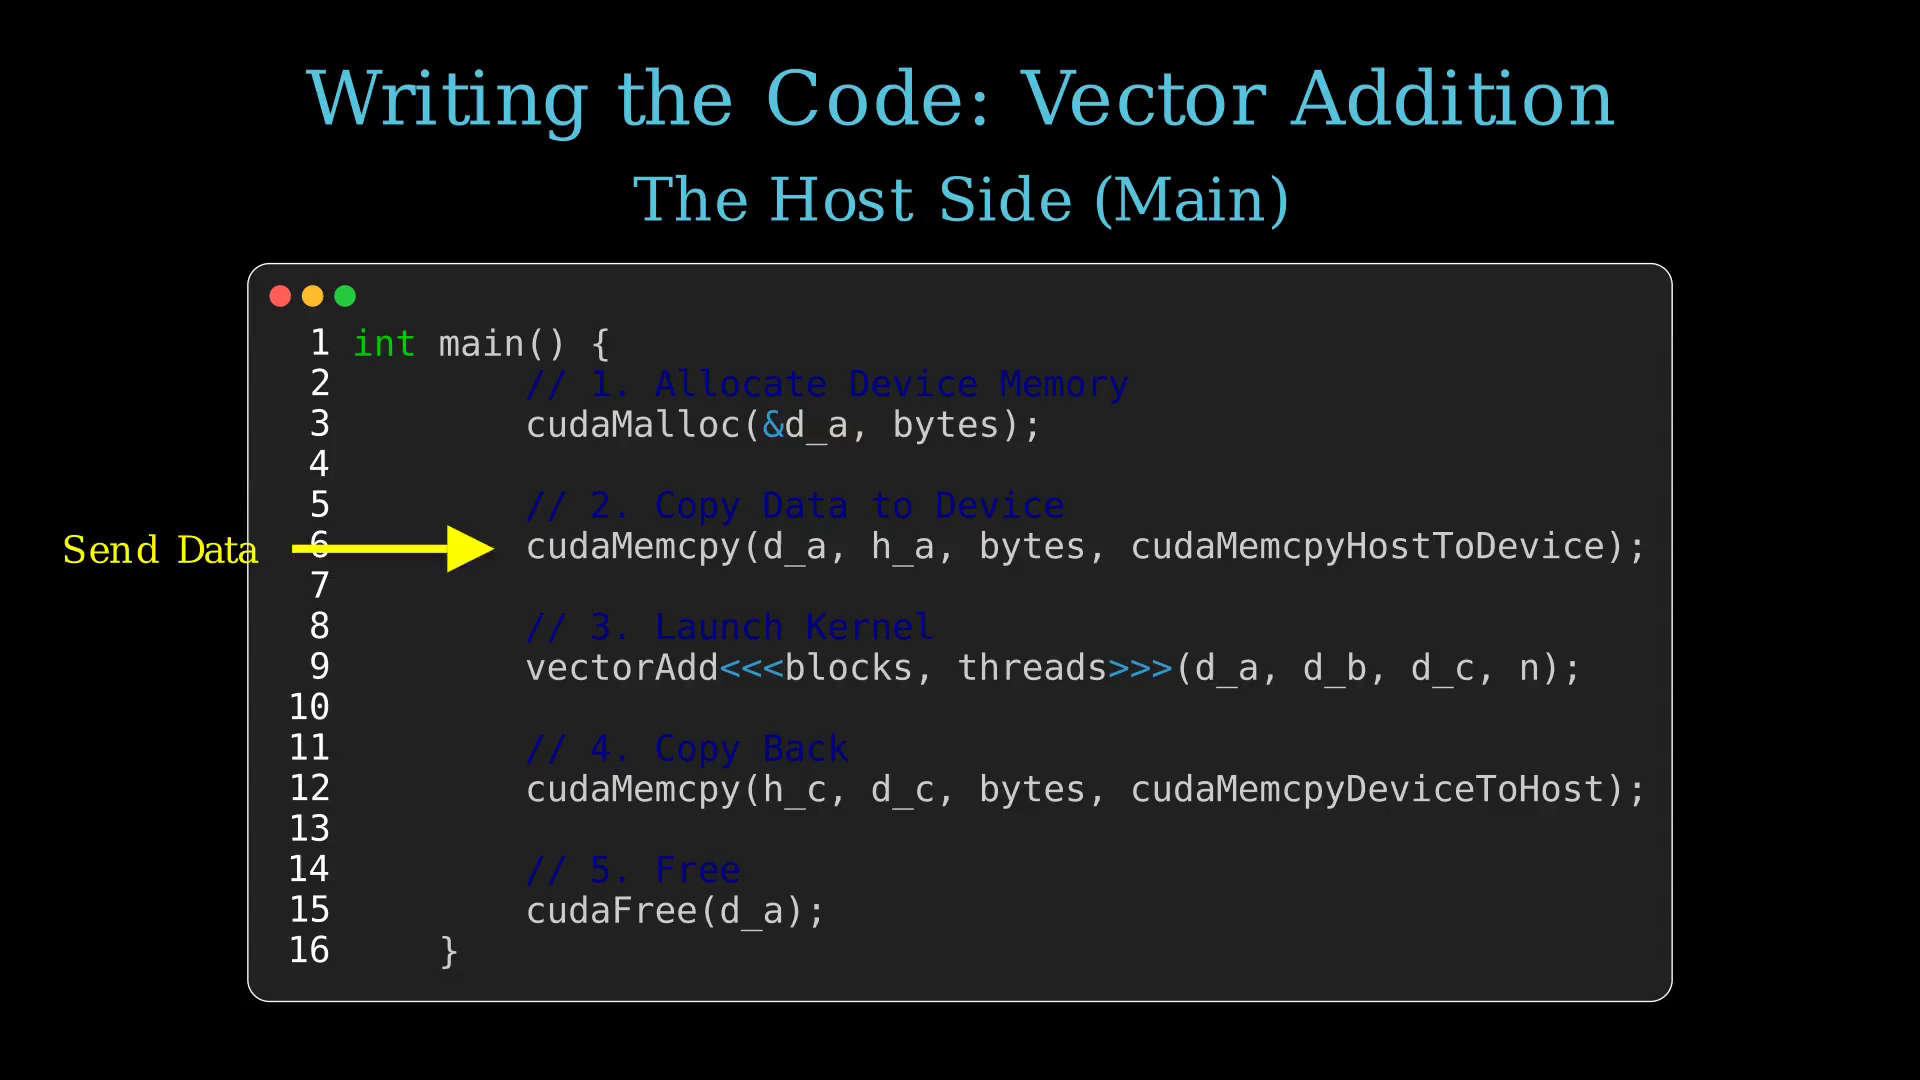 Writing the Code: Vector Addition
The Host Side (Main)
1 int main() {
2 // 1. Allocate Device Memory
3 cudaMalloc(&d_a, bytes);
4
5 // 2. Copy Data to Device
Send Data
6 cudaMemcpy(d_a, h_a, bytes, cudaMemcpyHostToDevice);
7
8 // 3. Launch Kernel
9 vectorAdd<<<blocks, threads>>>(d_a, d_b, d_c, n);
10
11 // 4. Copy Back
12 cudaMemcpy(h_c, d_c, bytes, cudaMemcpyDeviceToHost);
13
14 // 5. Free
15 cudaFree(d_a);
16 }